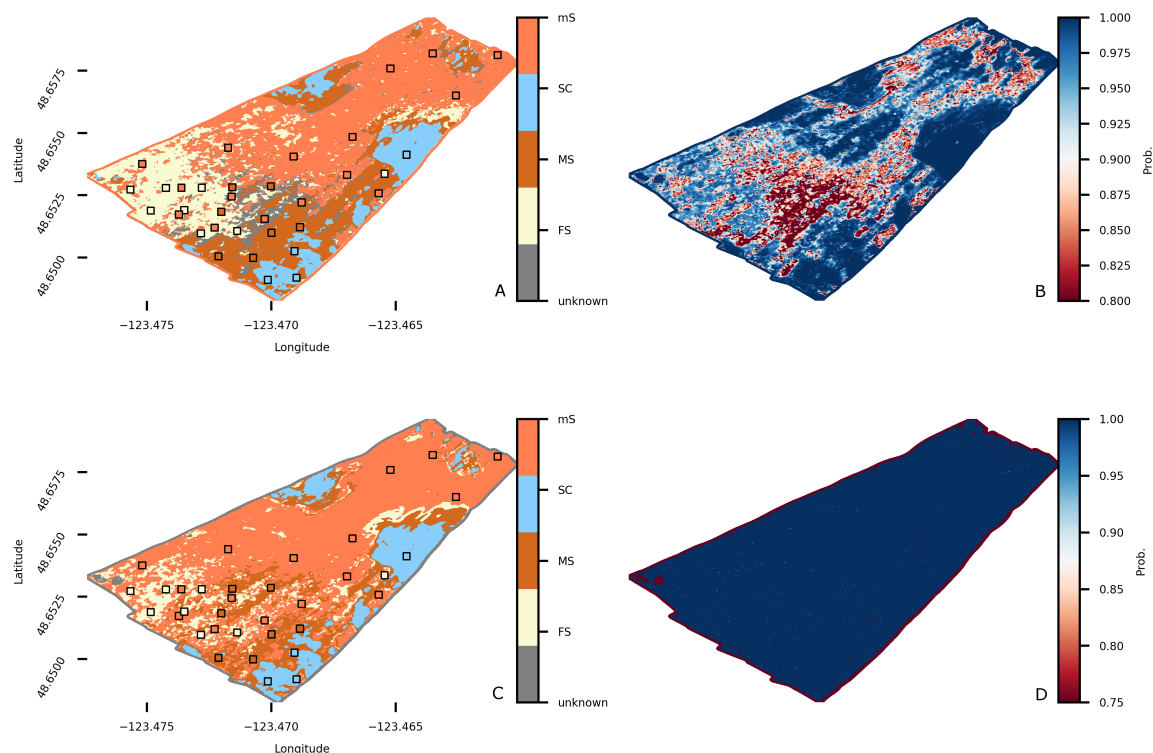 mS
SC
MS
FS
unknown
48.6575
48.6550
48.6525
48.6500
Latitude
−123.475
−123.470
−123.465
Longitude
A
1.000
0.975
0.950
0.925
0.900
0.875
0.850
0.825
0.800
Prob.
B
mS
SC
MS
FS
unknown
48.6575
48.6550
48.6525
48.6500
Latitude
−123.475
−123.470
−123.465
Longitude
C
1.00
0.95
0.90
0.85
0.80
0.75
Prob.
D